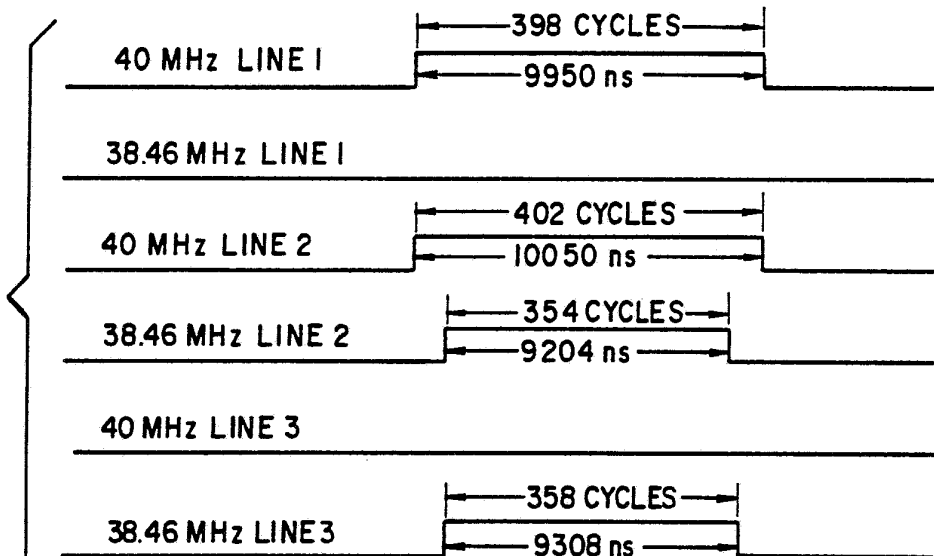 398 CYCLES
40 MHz LINE 1
9950 ns
38.46 MHz LINE 1
402 CYCLES
40 MHz LINE 2
10050 ns
354 CYCLES
38.46 MHz LINE 2
9204 ns
40 MHz LINE 3
358 CYCLES
38.46 MHz LINE 3
9308 ns